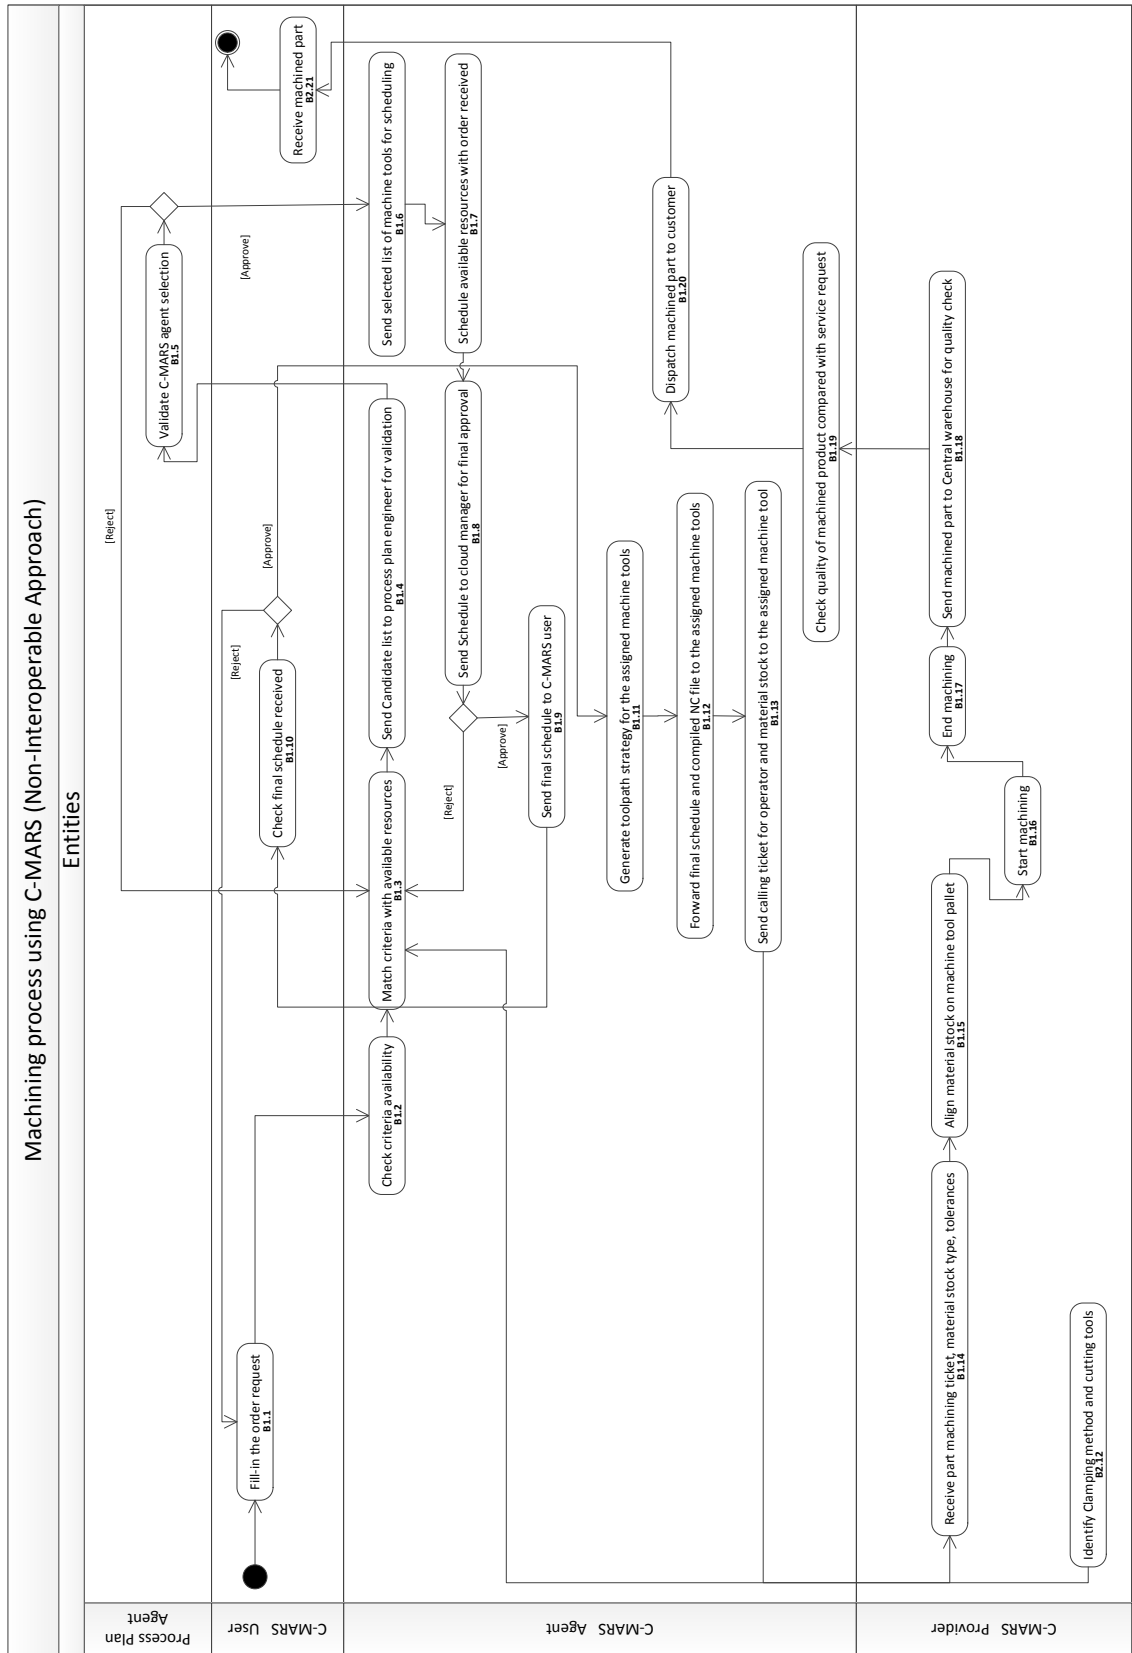 Machining process using C-MARS (Non-Interoperable Approach)
Entities
Process Plan
Agent
[Reject]
Validate C-MARS agent selection
B1.5
[Approve]
C-MARS User
Fill-in the order request
B1.1
Check final schedule received
B1.10
[Reject]
[Approve]
Receive machined part
B2.21
C-MARS Agent
Check criteria availability
B1.2
Match criteria with available resources
B1.3
Send Candidate list to process plan engineer for validation
B1.4
Send selected list of machine tools for scheduling
B1.6
Schedule available resources with order received
B1.7
Send Schedule to cloud manager for final approval
B1.8
[Reject]
[Approve]
Send final schedule to C-MARS user
B1.9
Generate toolpath strategy for the assigned machine tools
B1.11
Forward final schedule and compiled NC file to the assigned machine tools
B1.12
Send calling ticket for operator and material stock to the assigned machine tool
B1.13
Dispatch machined part to customer
B1.20
Check quality of machined product compared with service request
B1.19
C-MARS Provider
Receive part machining ticket, material stock type, tolerances
B1.14
Align material stock on machine tool pallet
B1.15
Start machining
B1.16
End machining
B1.17
Send machined part to Central warehouse for quality check
B1.18
Identify Clamping method and cutting tools
B2.12